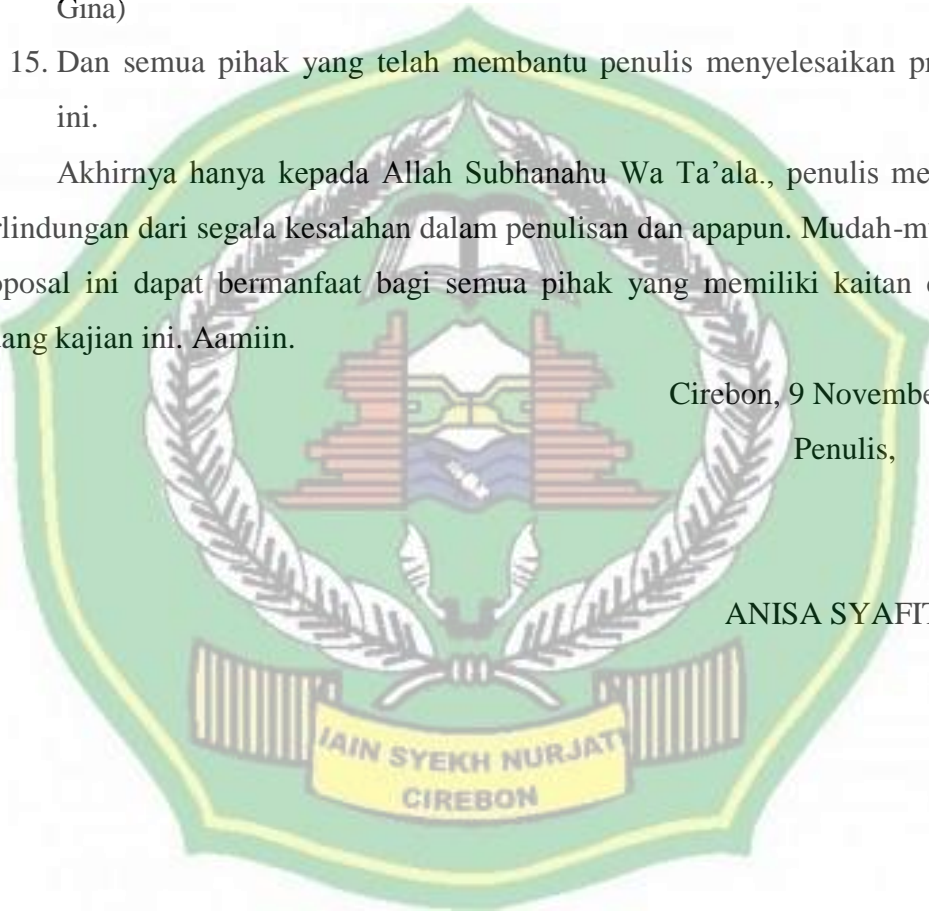 Gina)
15. Dan semua pihak yang telah membantu penulis menyelesaikan pr
ini.
Akhirnya hanya kepada Allah Subhanahu Wa Ta’ala., penulis me
rlindungan dari segala kesalahan dalam penulisan dan apapun. Mudah-mu
oposal ini dapat bermanfaat bagi semua pihak yang memiliki kaitan
ang kajian ini. Aamiin.
Cirebon, 9 Novembe
Penulis,
ANISA SYAFIT
IAIN SYEKH NURJATI
CIREBON